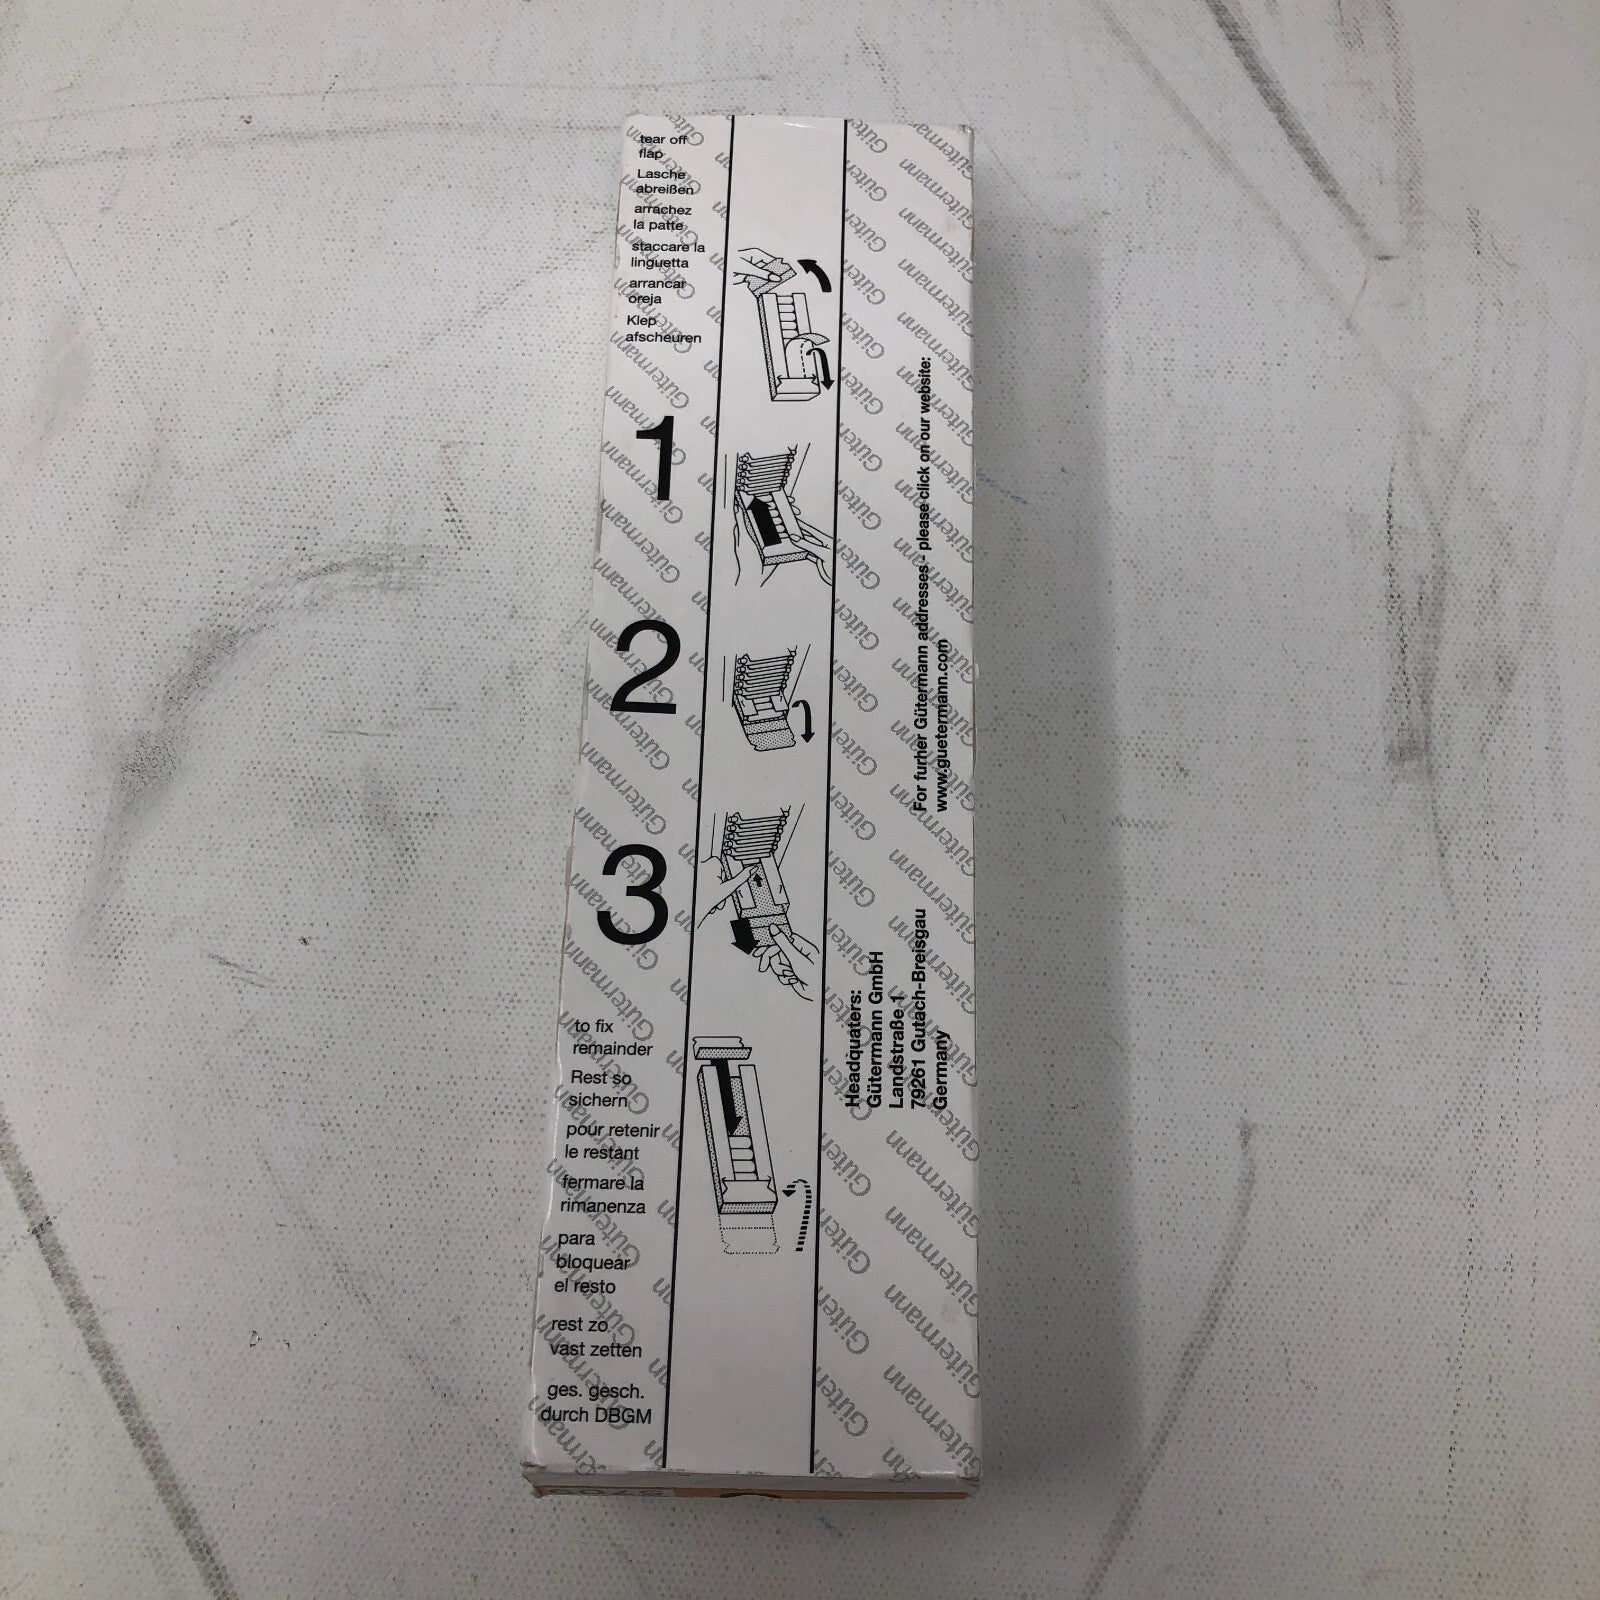 tear off
flap
Lasche
abreißen
arrachez
la patte
staccare la
linguetta
arrancar
oreja
Klep
afscheuren
1
2
3
to fix
remainder
Rest so
sichern
pour retenir
le restant
fermare la
rimanenza
para
bloquear
el resto
rest zo
vast zetten
ges. gesch.
durch DBGM
For furher Gütermann addresses - please click on our website:
www.guetermann.com
Headquaters:
Gütermann GmbH
Landstraße 1
79261 Gutach-Breisgau
Germany
Gütermann